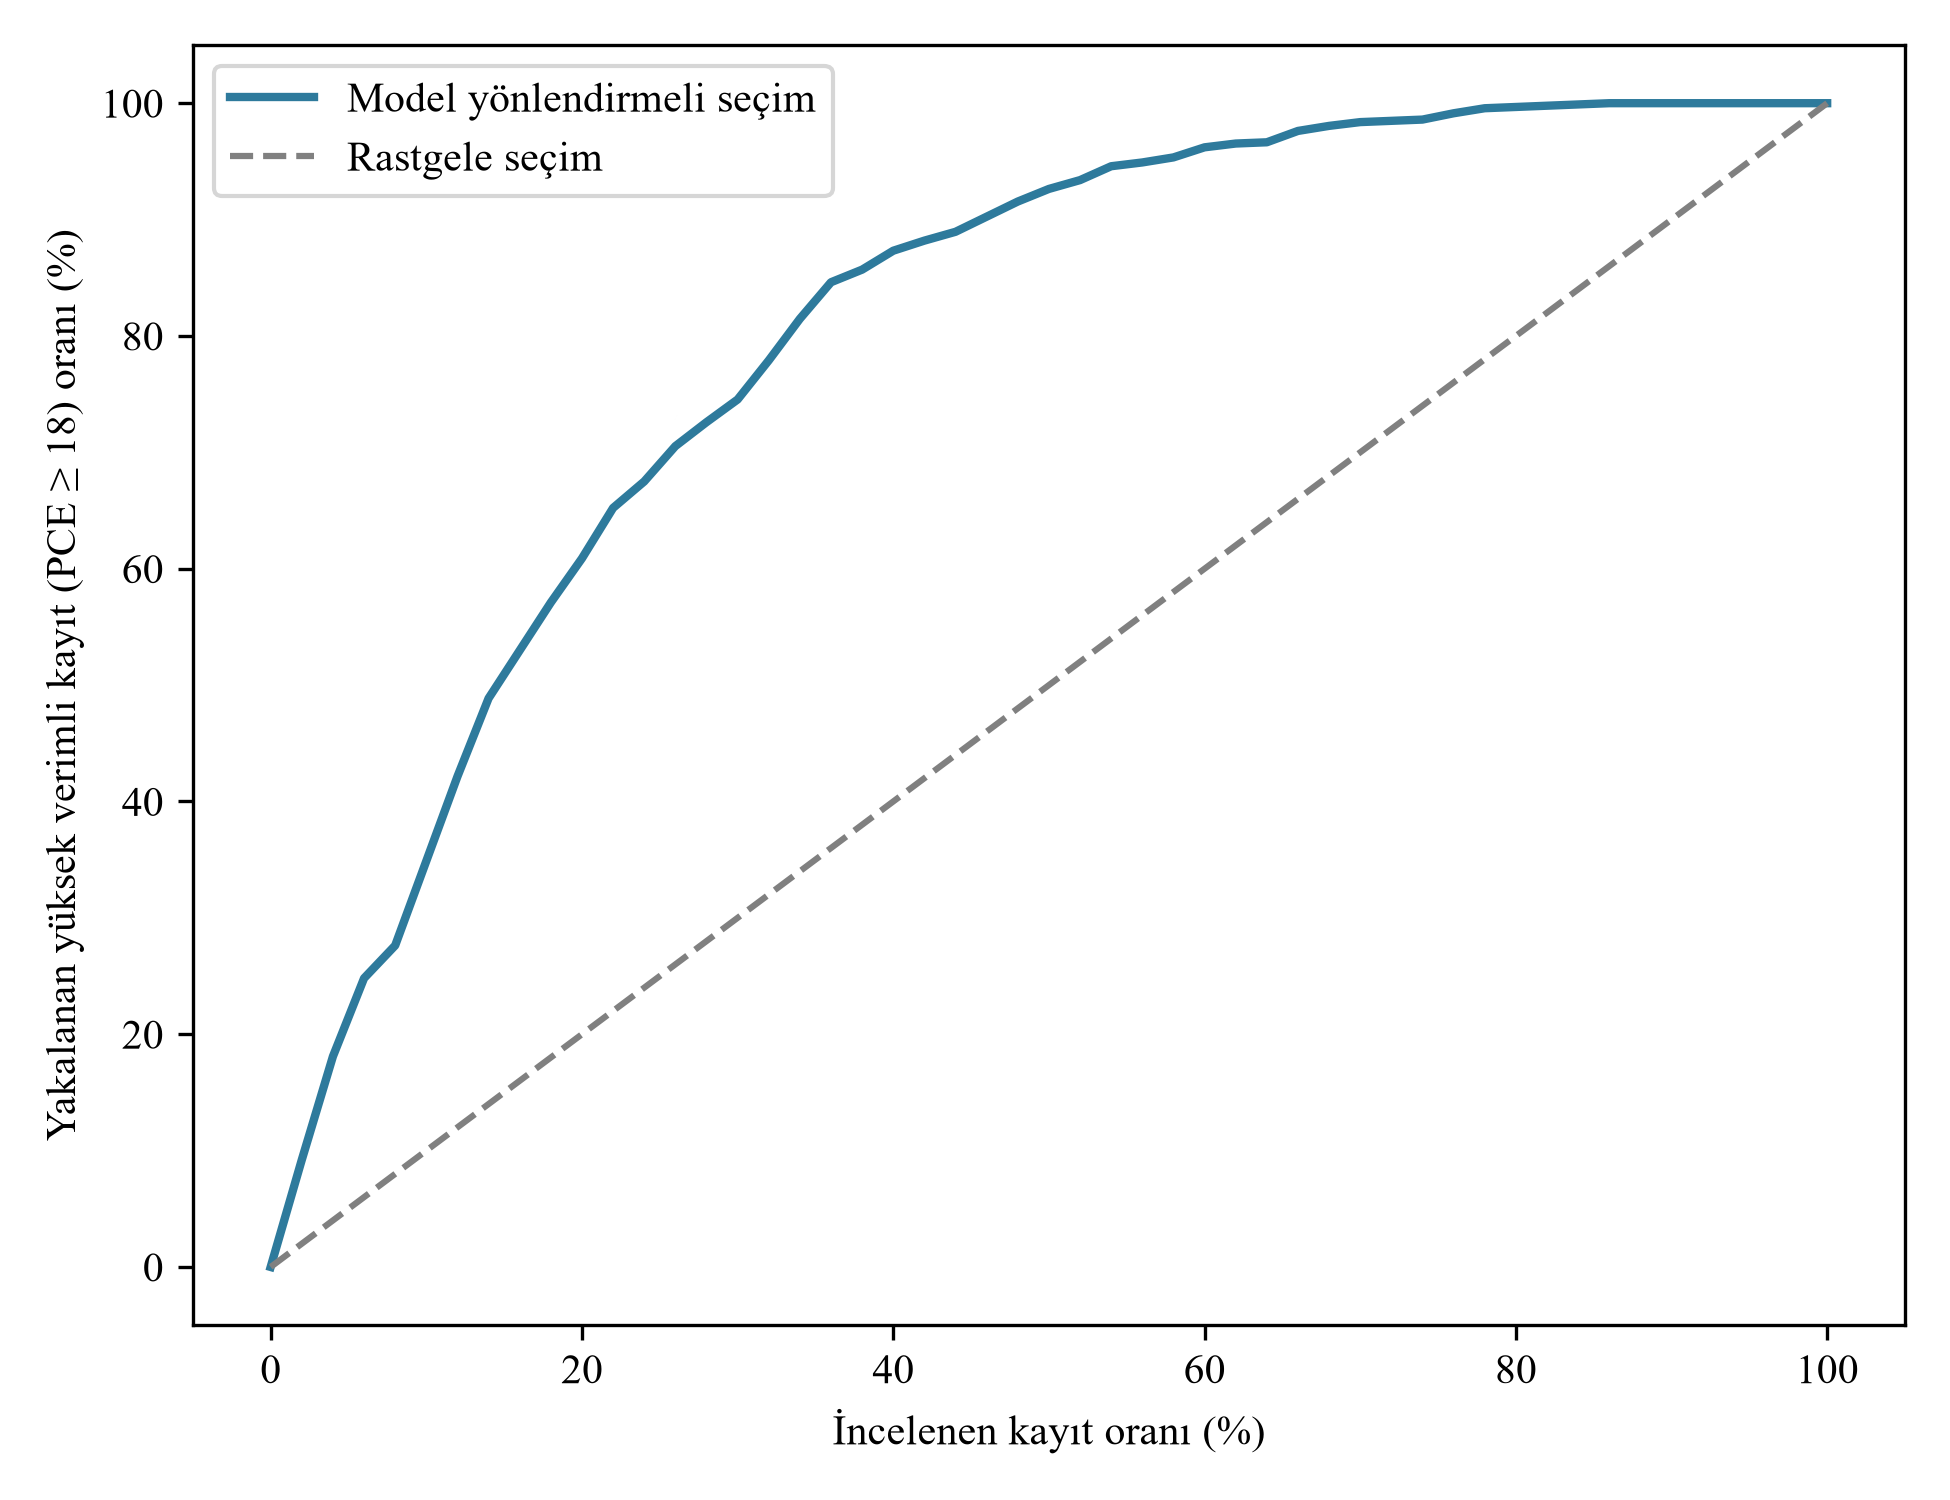 Model yönlendirmeli seçim
Rastgele seçim
Yakalanan yüksek verimli kayıt (PCE ≥ 18) oranı (%)
100
80
60
40
20
0
0 20 40 60 80 100
İncelenen kayıt oranı (%)